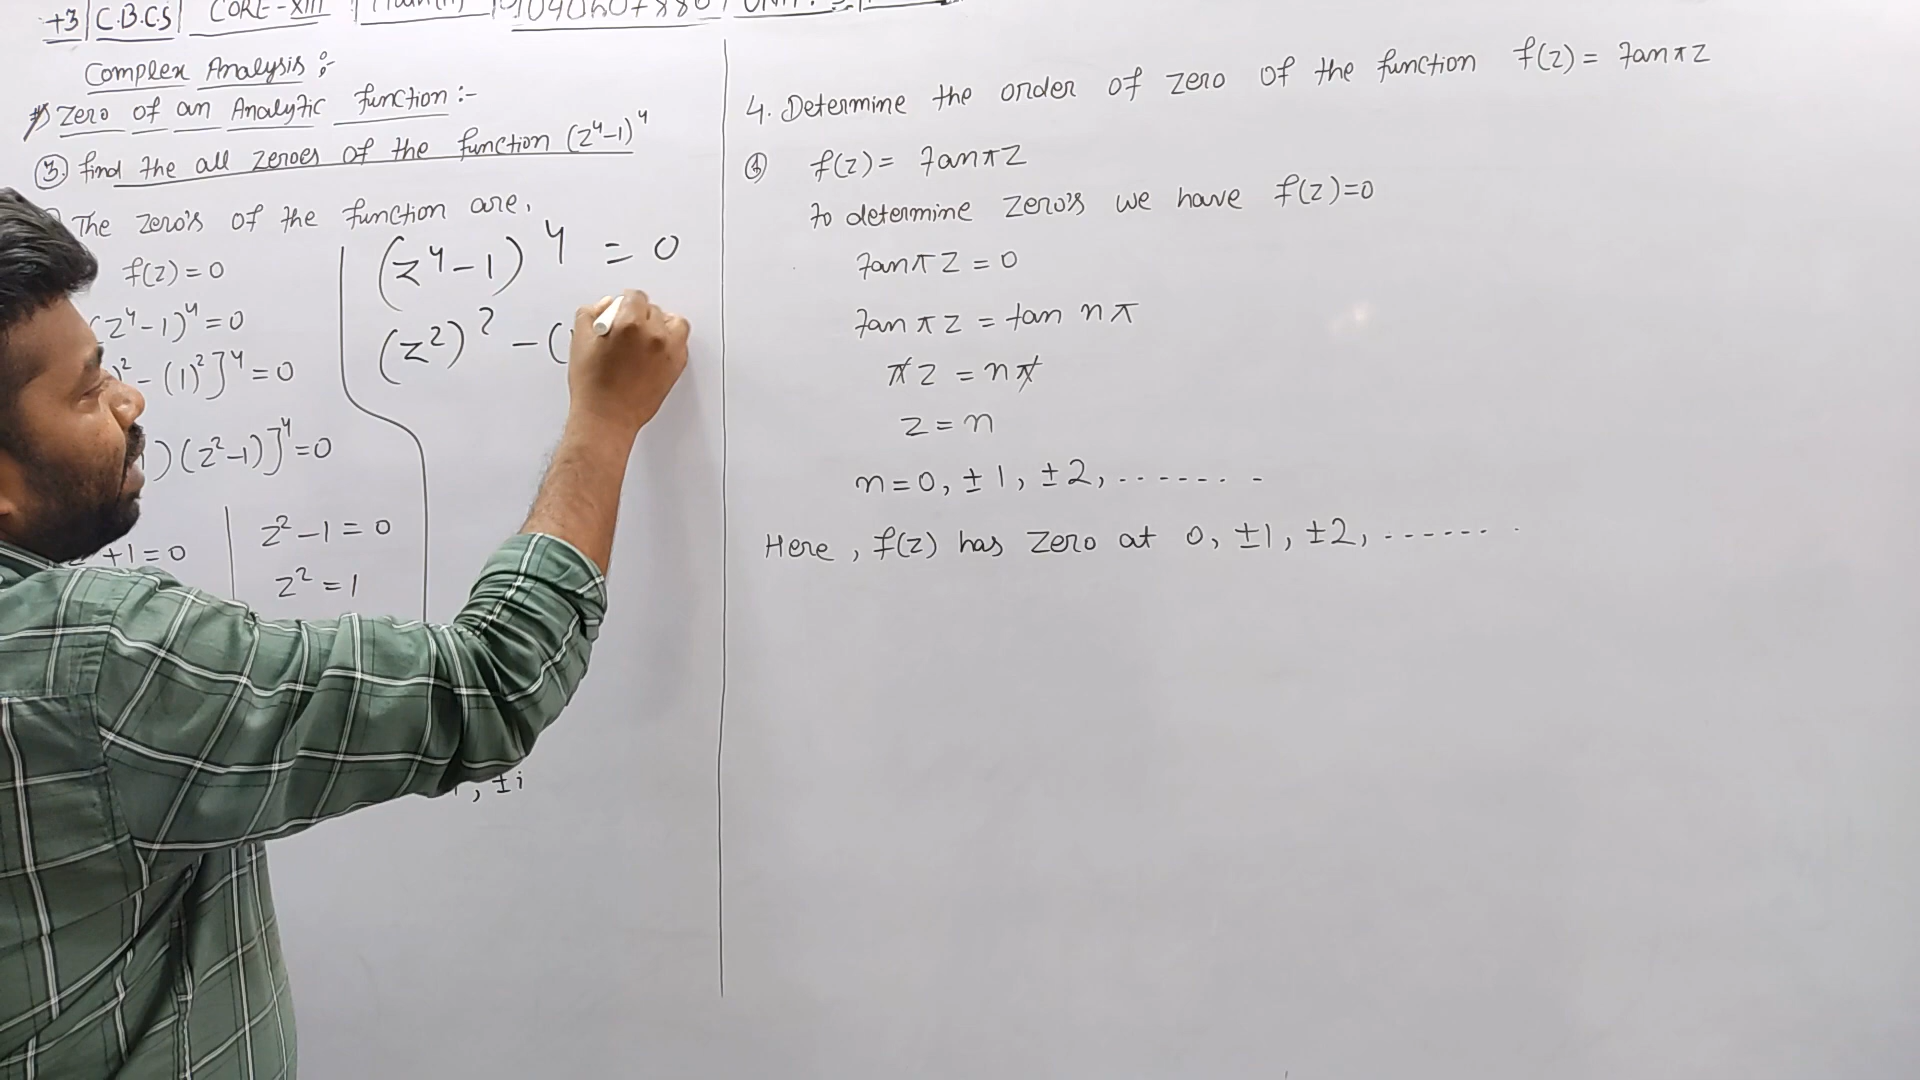 +3 | C.B.C.S | CORE-XIII
Complex Analysis :-
Zero of an Analytic function :-
3. find the all zeroes of the function (z⁴-1)⁴
The zero's of the function are,
f(z) = 0
(z⁴-1)⁴ = 0
² - (1)²]⁴ = 0
)(z²-1)]⁴ = 0
+1 = 0
z²-1 = 0
z² = 1
, ±i
(z⁴-1)⁴ = 0
(z²)² - (
4. Determine the order of zero of the function f(z) = tanπz
f(z) = tanπz
to determine zero's we have f(z)=0
tanπz = 0
tanπz = tan nπ
πz = nπ
z = n
n = 0, ±1, ±2, .......
Here, f(z) has zero at 0, ±1, ±2, .......